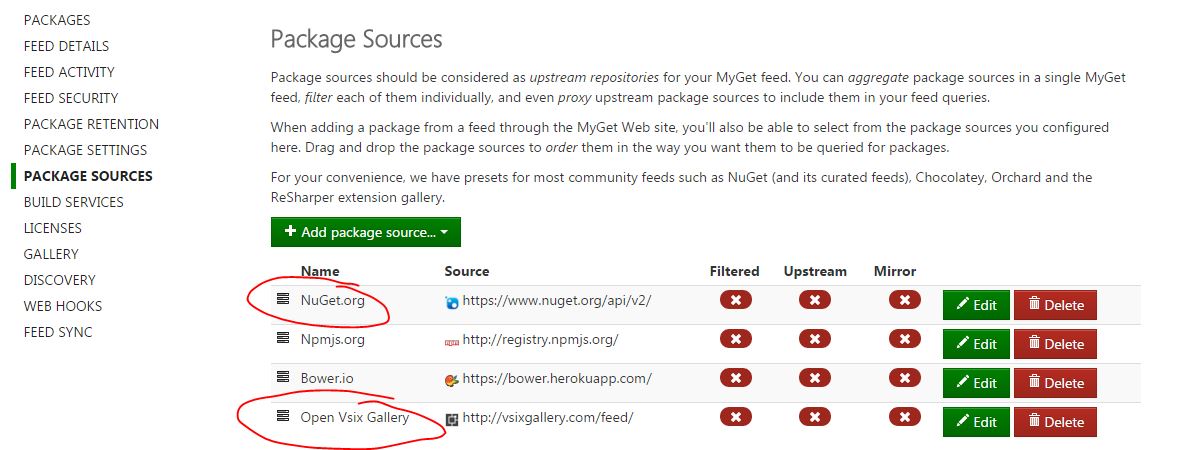 PACKAGES
FEED DETAILS
FEED ACTIVITY
FEED SECURITY
PACKAGE RETENTION
PACKAGE SETTINGS
PACKAGE SOURCES
BUILD SERVICES
LICENSES
GALLERY
DISCOVERY
WEB HOOKS
FEED SYNC
Package Sources
Package sources should be considered as upstream repositories for your MyGet feed. You can aggregate package sources in a single MyGet
feed, filter each of them individually, and even proxy upstream package sources to include them in your feed queries.
When adding a package from a feed through the MyGet Web site, you'll also be able to select from the package sources you configured
here. Drag and drop the package sources to order them in the way you want them to be queried for packages.
For your convenience, we have presets for most community feeds such as NuGet (and its curated feeds), Chocolatey, Orchard and the
ReSharper extension gallery.
Add package source...
Name Source Filtered Upstream Mirror
NuGet.org https://www.nuget.org/api/v2/ Edit Delete
Npmjs.org npm http://registry.npmjs.org/ Edit Delete
Bower.io https://bower.herokuapp.com/ Edit Delete
Open Vsix Gallery http://vsixgallery.com/feed/ Edit Delete